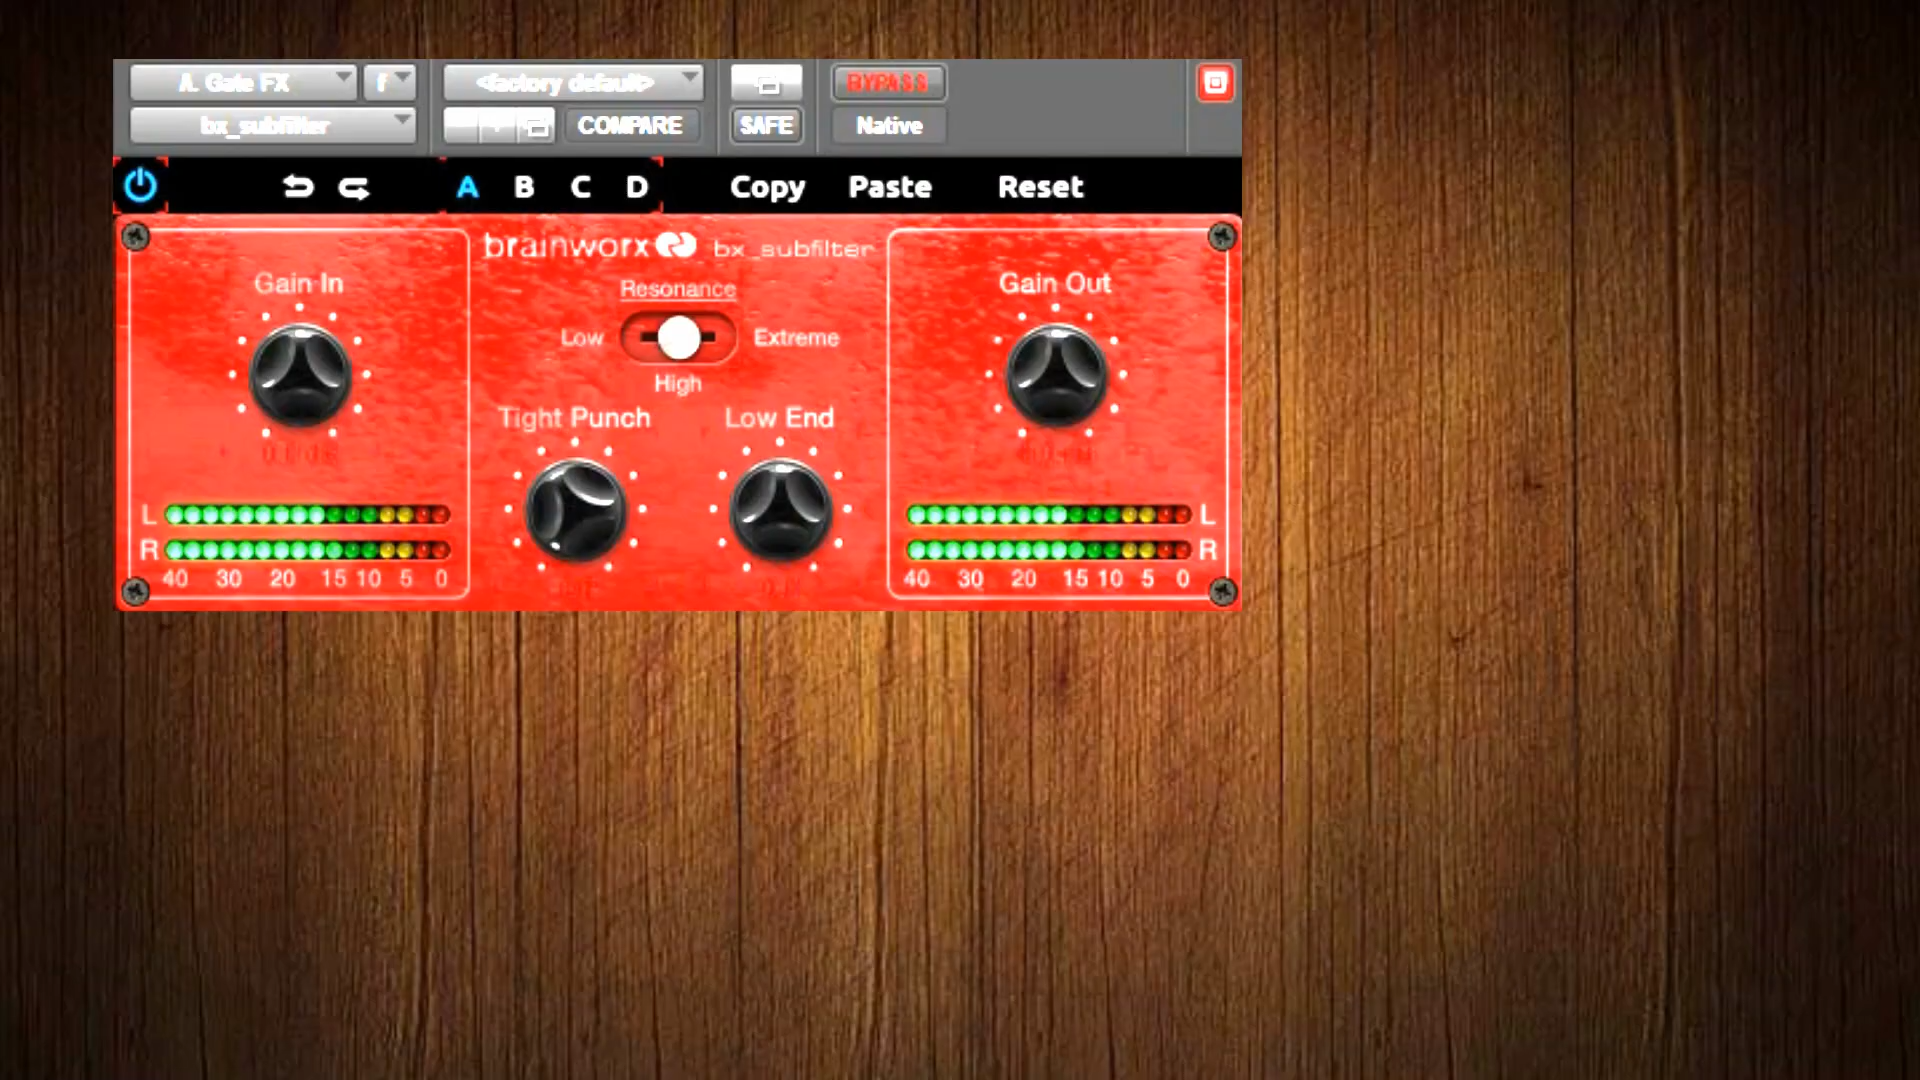 A. Gate FX f <factory default> BYPASS
bx_subfilter COMPARE SAFE Native
A B C D Copy Paste Reset
brainworx bx_subfilter
Gain In
Resonance
Gain Out
Low Extreme
High
Tight Punch Low End
L
L
R
R
40 30 20 15 10 5 0
40 30 20 15 10 5 0